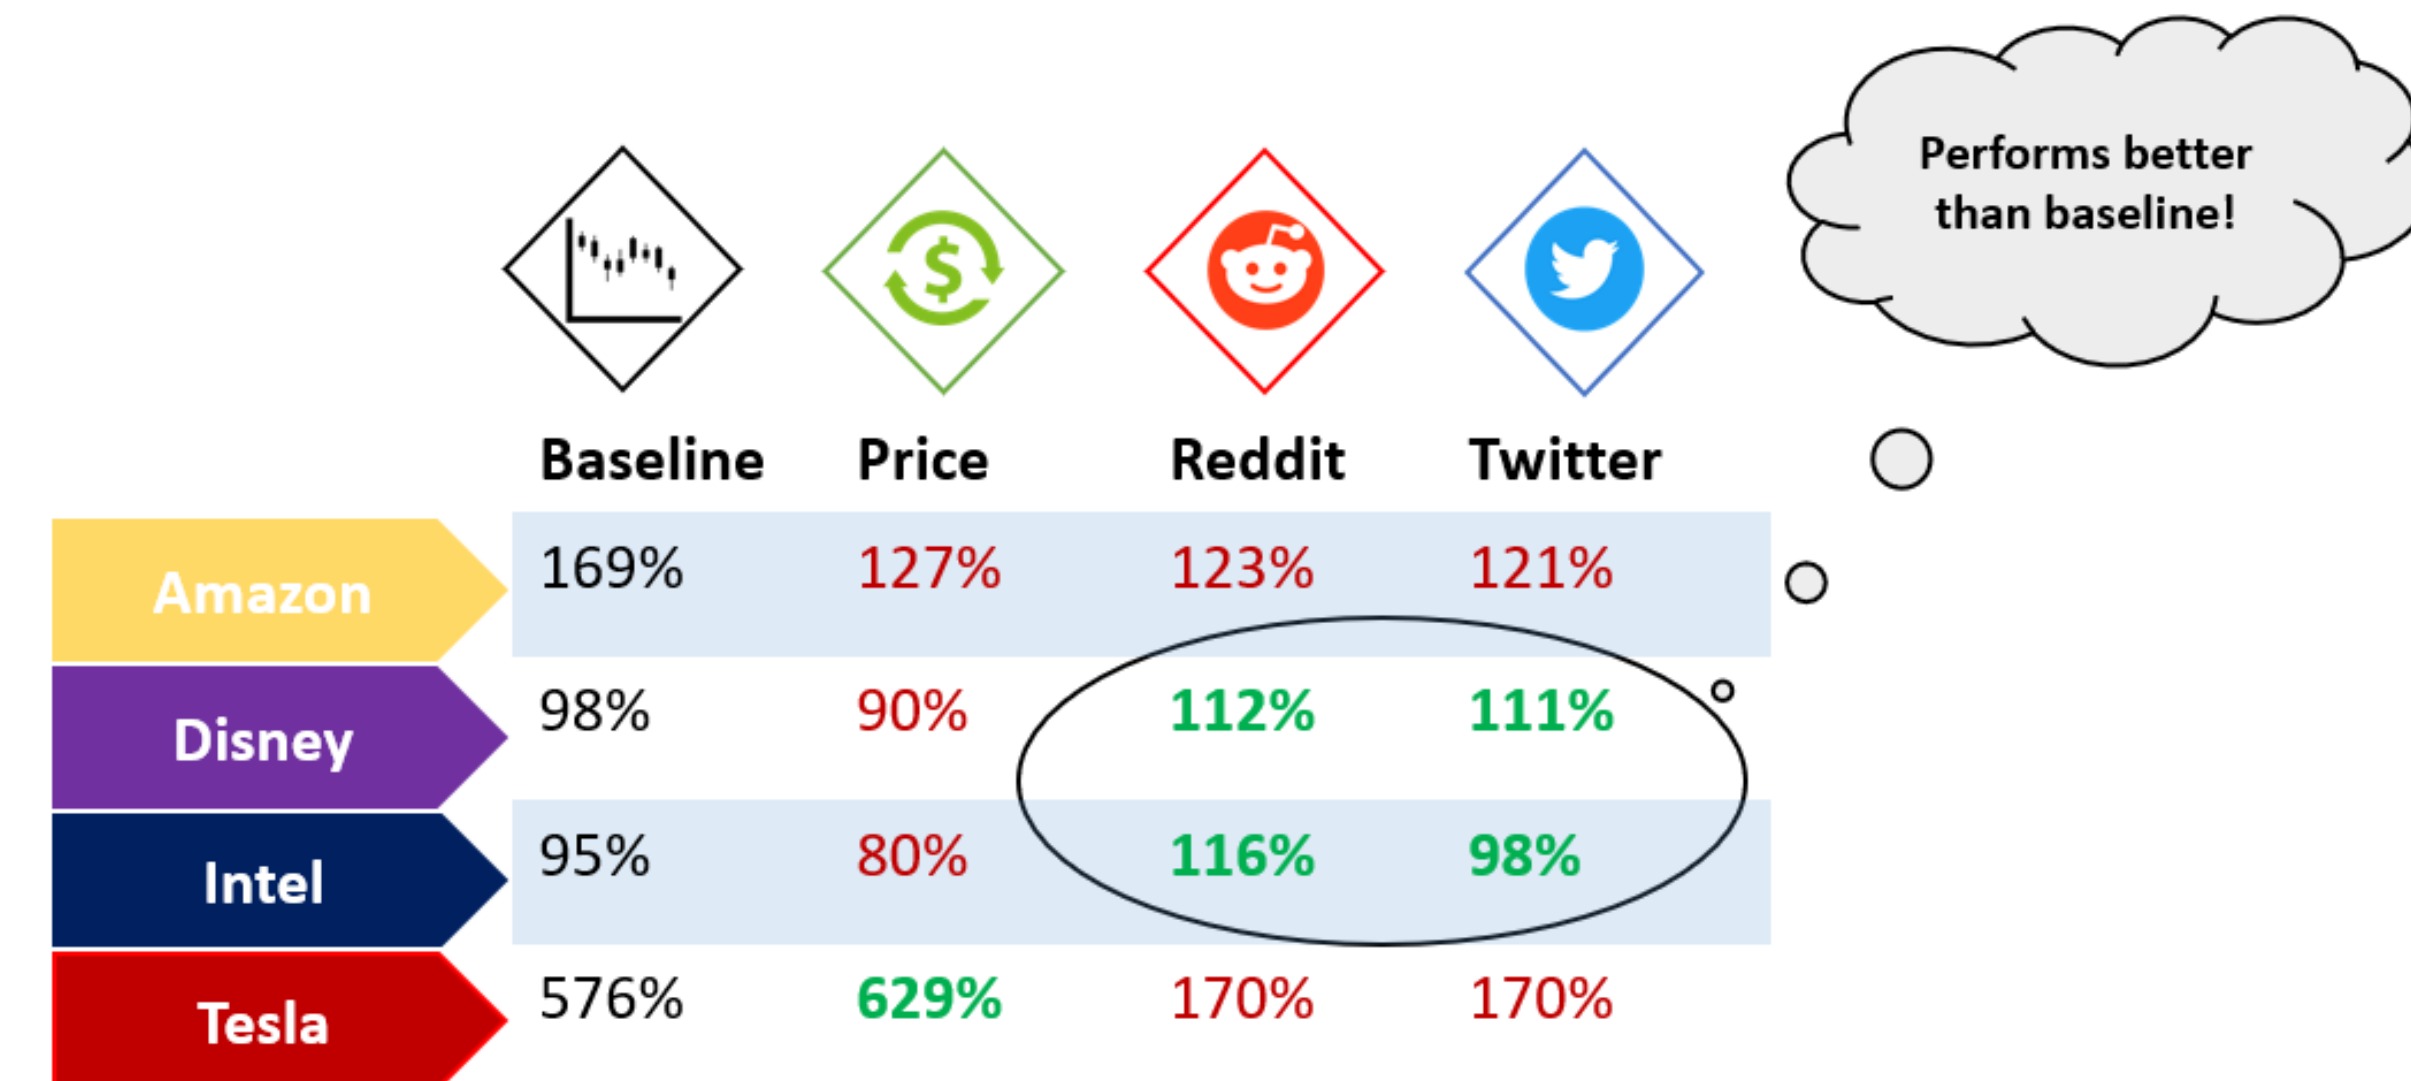 Performs better
than baseline!
Baseline Price Reddit Twitter
Amazon 169% 127% 123% 121%
Disney 98% 90% 112% 111%
Intel 95% 80% 116% 98%
Tesla 576% 629% 170% 170%